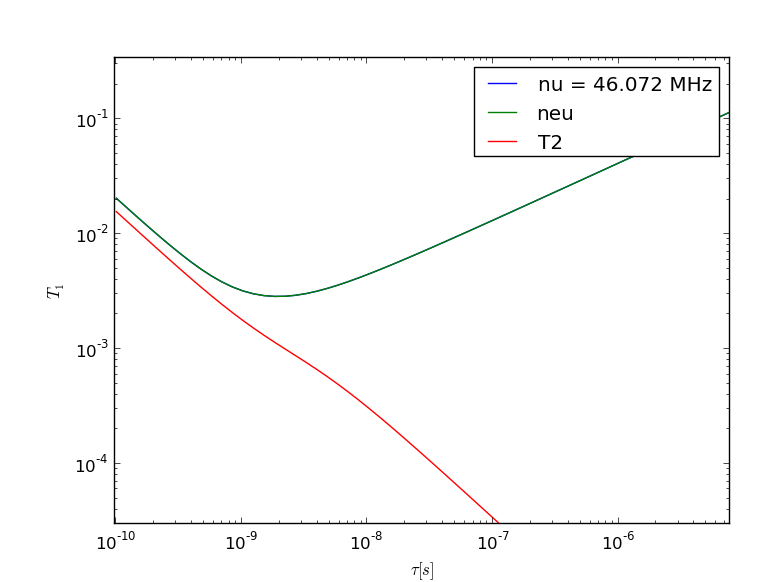 nu = 46.072 MHz
neu
T2
10⁻¹
10⁻²
10⁻³
10⁻⁴
T₁
10⁻¹⁰ 10⁻⁹ 10⁻⁸ 10⁻⁷ 10⁻⁶
τ[s]